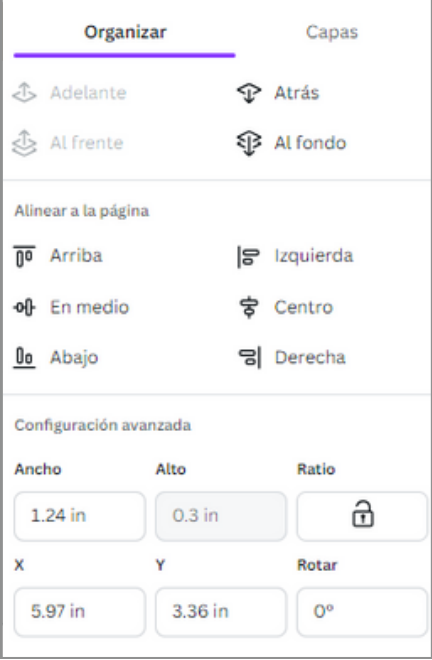 Organizar Capas
Adelante Atrás
Al frente Al fondo
Alinear a la página
Arriba Izquierda
En medio Centro
Abajo Derecha
Configuración avanzada
Ancho Alto Ratio
1.24 in 0.3 in
X Y Rotar
5.97 in 3.36 in 0°